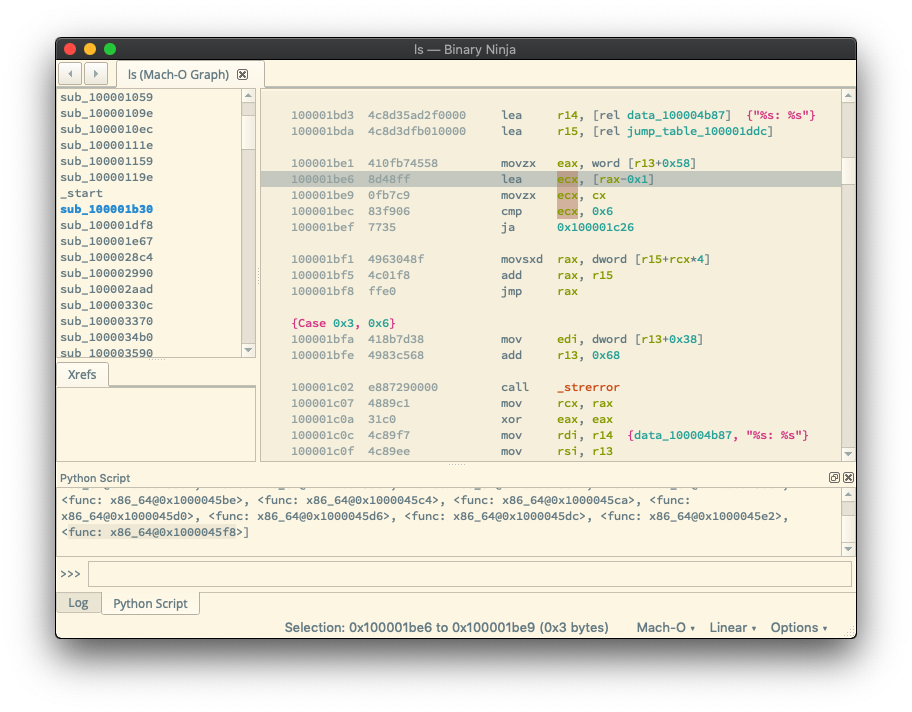 ls — Binary Ninja
ls (Mach-O Graph)
sub_100001059
sub_10000109e
sub_1000010ec
sub_10000111e
sub_100001159
sub_10000119e
_start
sub_100001b30
sub_100001df8
sub_100001e67
sub_1000028c4
sub_100002990
sub_100002aad
sub_10000330c
sub_100003370
sub_1000034b0
sub_100003590
Xrefs
100001bd3 4c8d35ad2f0000 lea r14, [rel data_100004b87] {"%s: %s"}
100001bda 4c8d3dfb010000 lea r15, [rel jump_table_100001ddc]
100001be1 410fb74558 movzx eax, word [r13+0x58]
100001be6 8d48ff lea ecx, [rax-0x1]
100001be9 0fb7c9 movzx ecx, cx
100001bec 83f906 cmp ecx, 0x6
100001bef 7735 ja 0x100001c26
100001bf1 4963048f movsxd rax, dword [r15+rcx*4]
100001bf5 4c01f8 add rax, r15
100001bf8 ffe0 jmp rax
{Case 0x3, 0x6}
100001bfa 418b7d38 mov edi, dword [r13+0x38]
100001bfe 4983c568 add r13, 0x68
100001c02 e887290000 call _strerror
100001c07 4889c1 mov rcx, rax
100001c0a 31c0 xor eax, eax
100001c0c 4c89f7 mov rdi, r14 {data_100004b87, "%s: %s"}
100001c0f 4c89ee mov rsi, r13
Python Script
<func: x86_64@0x1000045be>, <func: x86_64@0x1000045c4>, <func: x86_64@0x1000045ca>, <func:
x86_64@0x1000045d0>, <func: x86_64@0x1000045d6>, <func: x86_64@0x1000045dc>, <func: x86_64@0x1000045e2>,
<func: x86_64@0x1000045f8>]
>>>
Log Python Script
Selection: 0x100001be6 to 0x100001be9 (0x3 bytes) Mach-O Linear Options